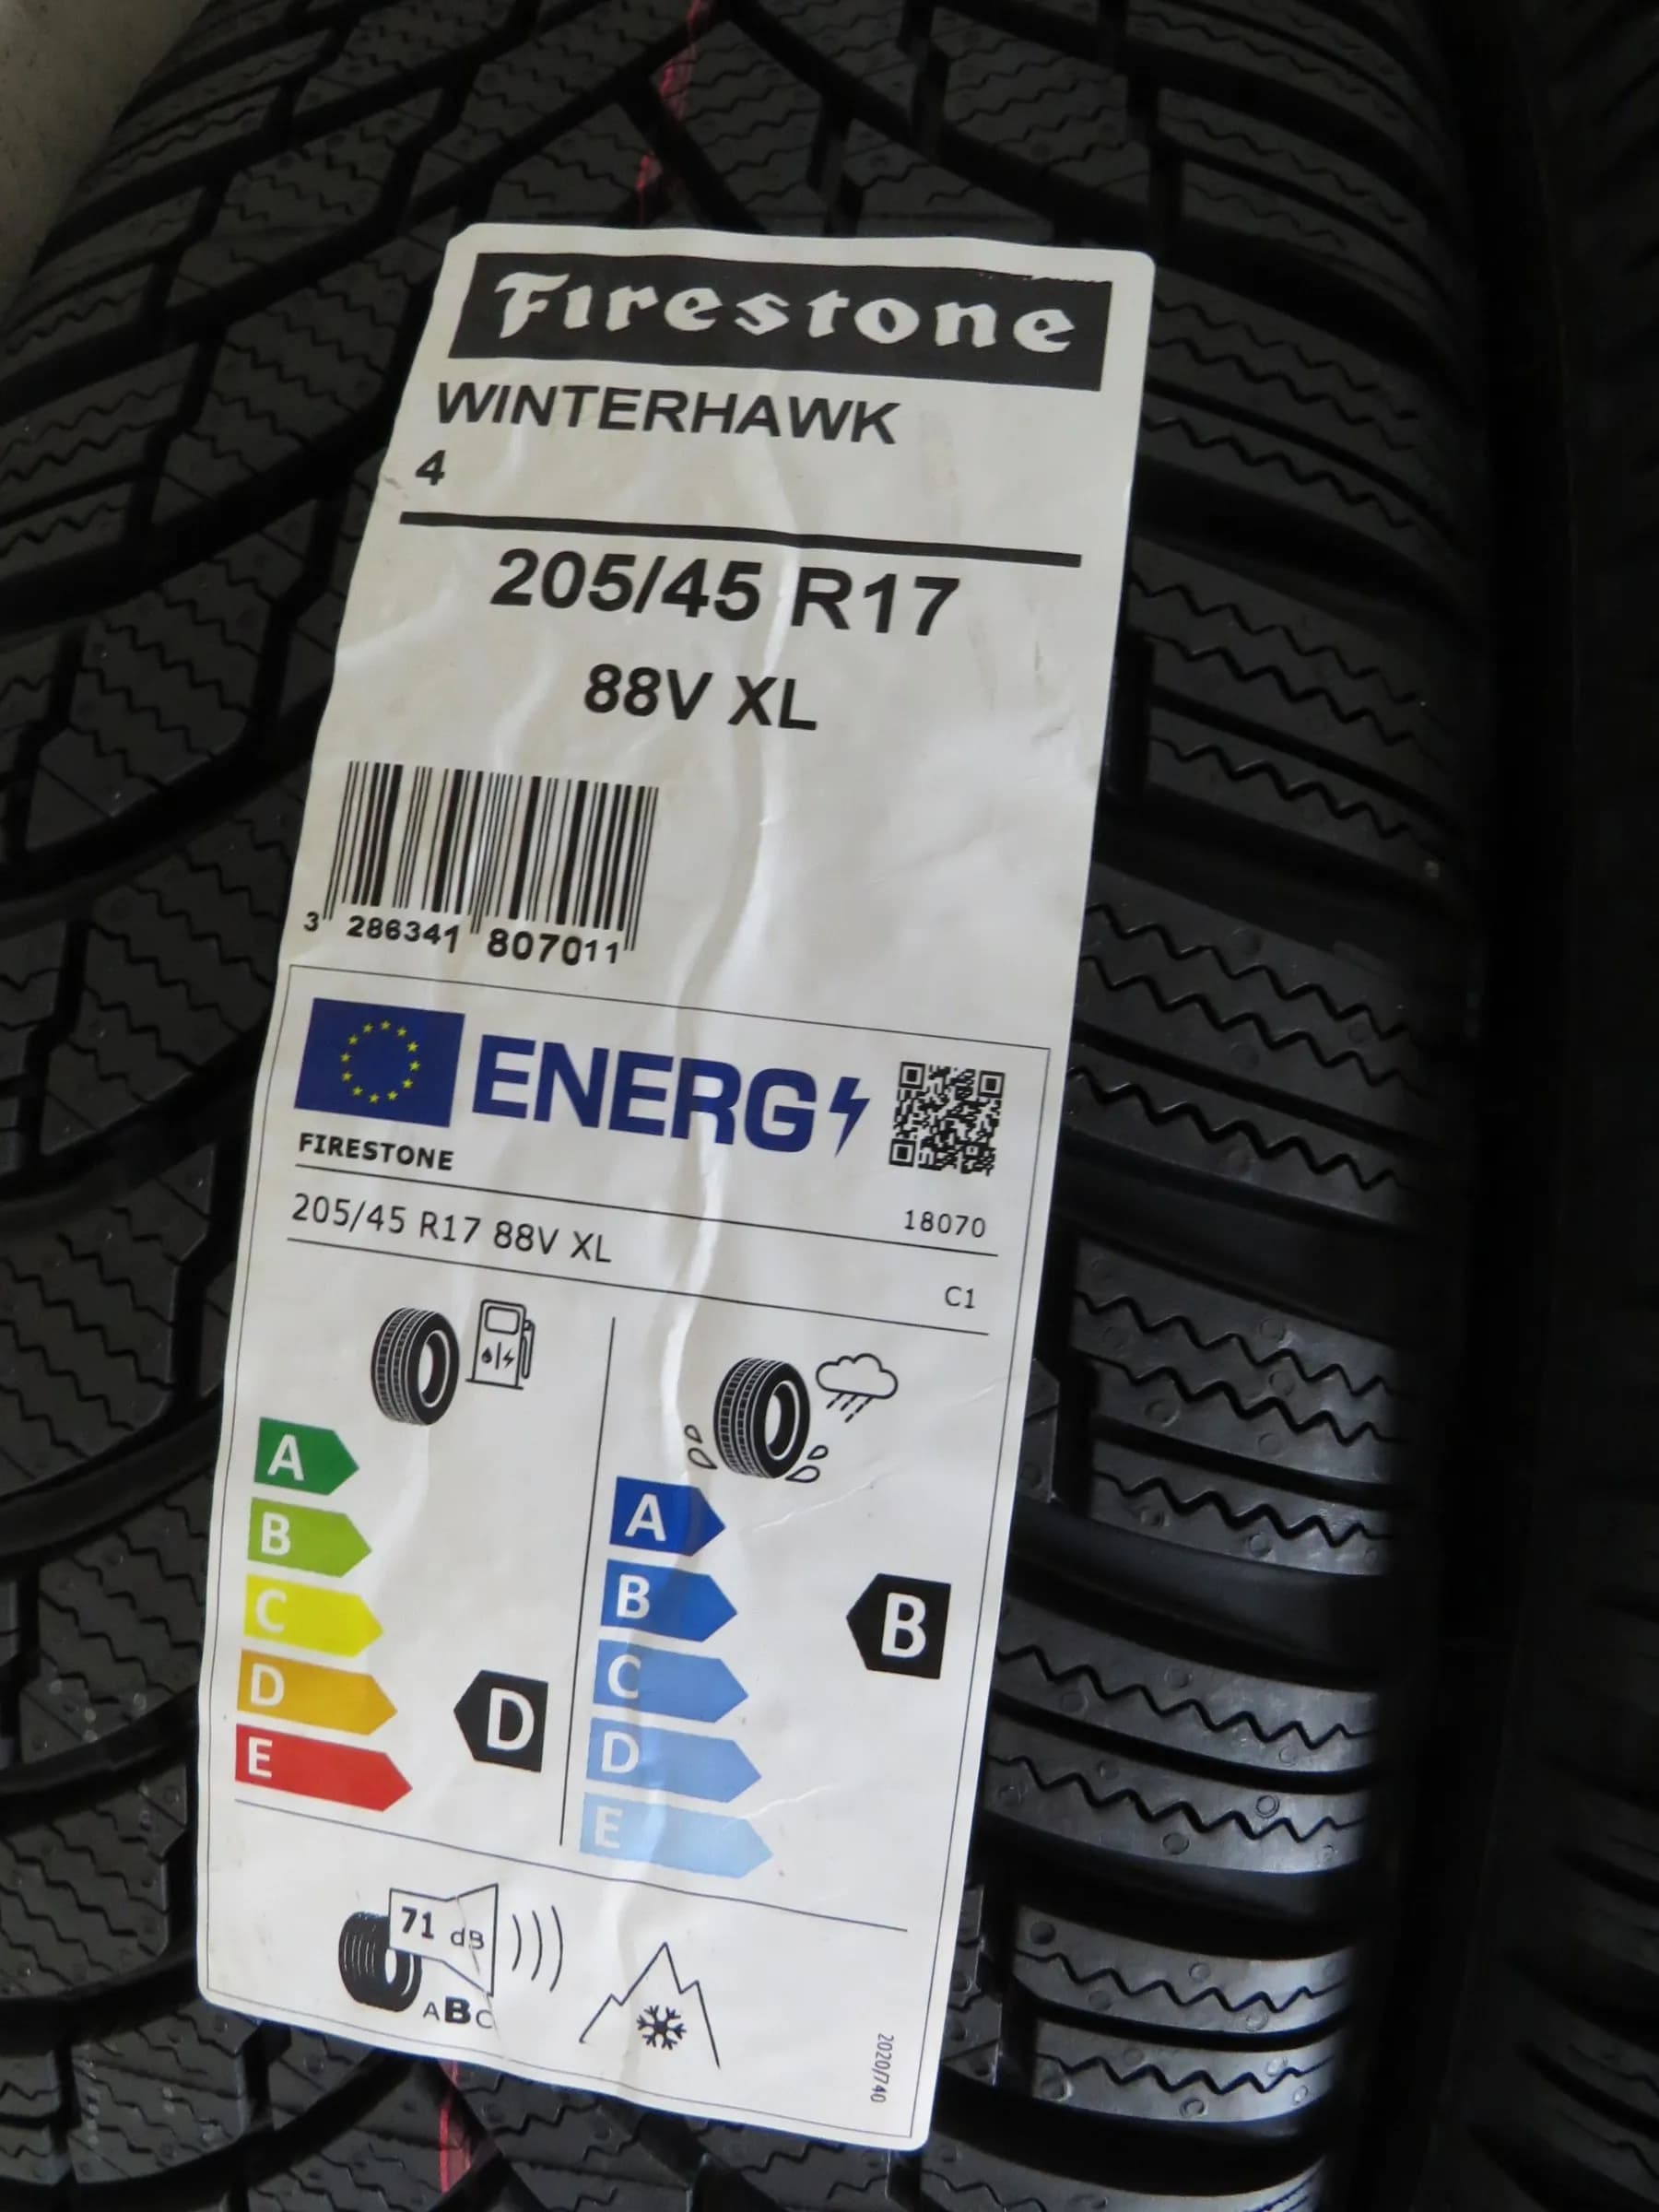 Firestone
WINTERHAWK
4
205/45 R17
88V XL
3 286341 807011
ENERG
FIRESTONE
18070
205/45 R17 88V XL
C1
A
B
C
D
E
D
A
B
C
D
E
B
71 dB
ABC
2020/740